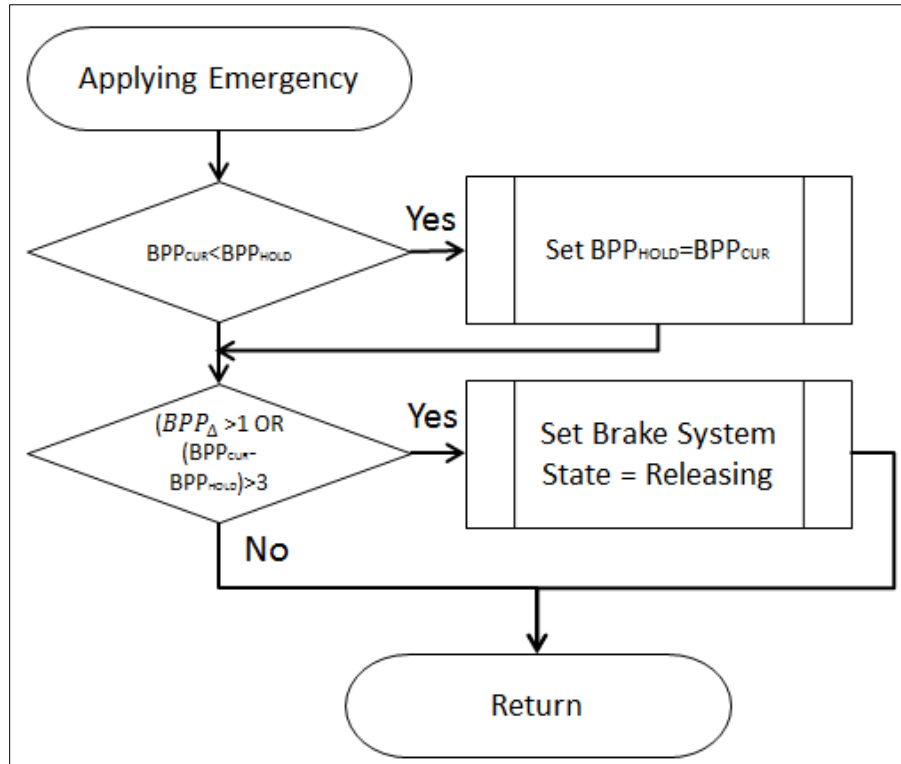 Applying Emergency
BPPCUR<BPPHOLD
Yes
Set BPPHOLD=BPPCUR
(BPPΔ >1 OR
(BPPCUR-
BPPHOLD)>3
Yes
Set Brake System
State = Releasing
No
Return